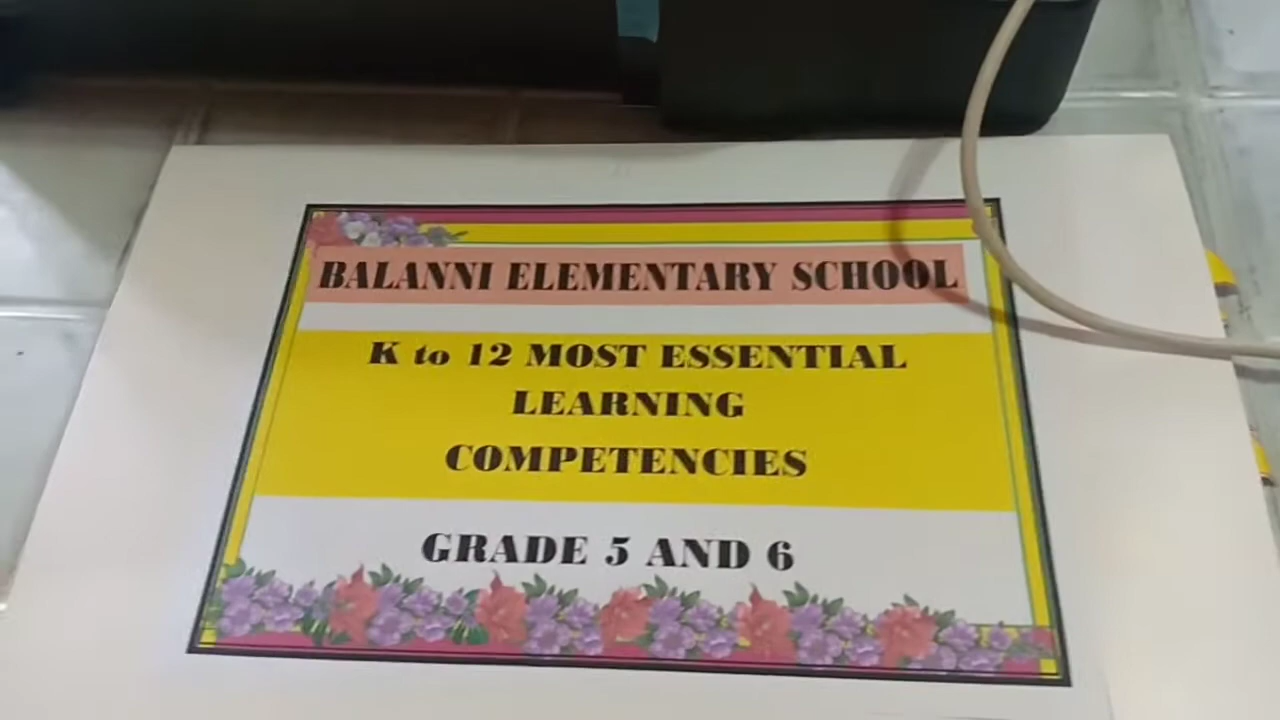 BALANNI ELEMENTARY SCHOOL
K to 12 MOST ESSENTIAL
LEARNING
COMPETENCIES
GRADE 5 AND 6